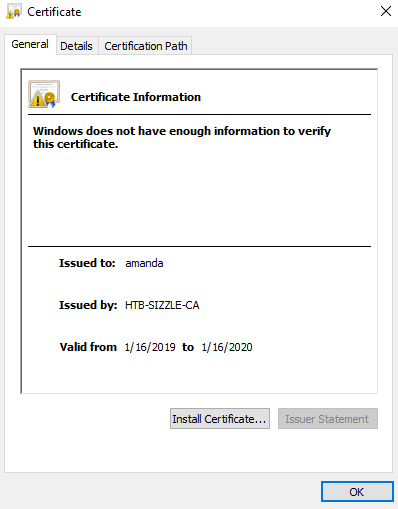 Certificate
General Details Certification Path
Certificate Information
Windows does not have enough information to verify
this certificate.
Issued to: amanda
Issued by: HTB-SIZZLE-CA
Valid from 1/16/2019 to 1/16/2020
Install Certificate... Issuer Statement
OK